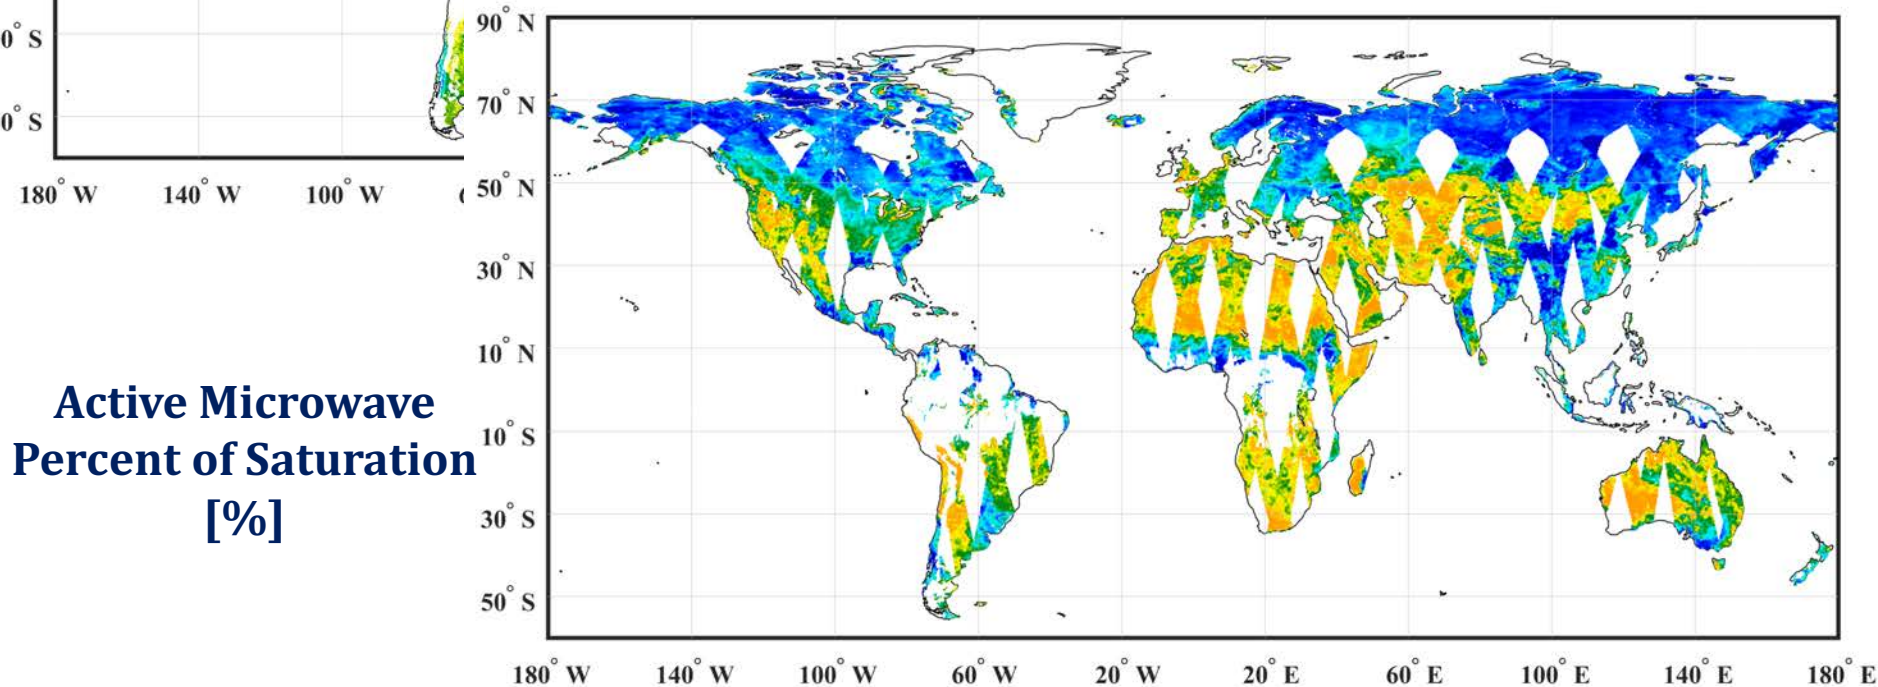 0° S
0° S
180° W 140° W 100° W
Active Microwave
Percent of Saturation
[%]
90° N
70° N
50° N
30° N
10° N
10° S
30° S
50° S
180° W 140° W 100° W 60° W 20° W 20° E 60° E 100° E 140° E 180° E